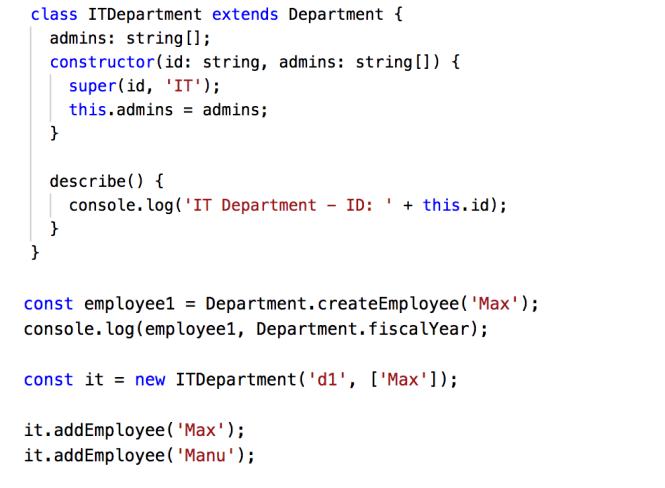 class ITDepartment extends Department {
admins: string[];
constructor(id: string, admins: string[]) {
super(id, 'IT');
this.admins = admins;
}
describe() {
console.log('IT Department – ID: ' + this.id);
}
}
const employee1 = Department.createEmployee('Max');
console.log(employee1, Department.fiscalYear);
const it = new ITDepartment('d1', ['Max']);
it.addEmployee('Max');
it.addEmployee('Manu');